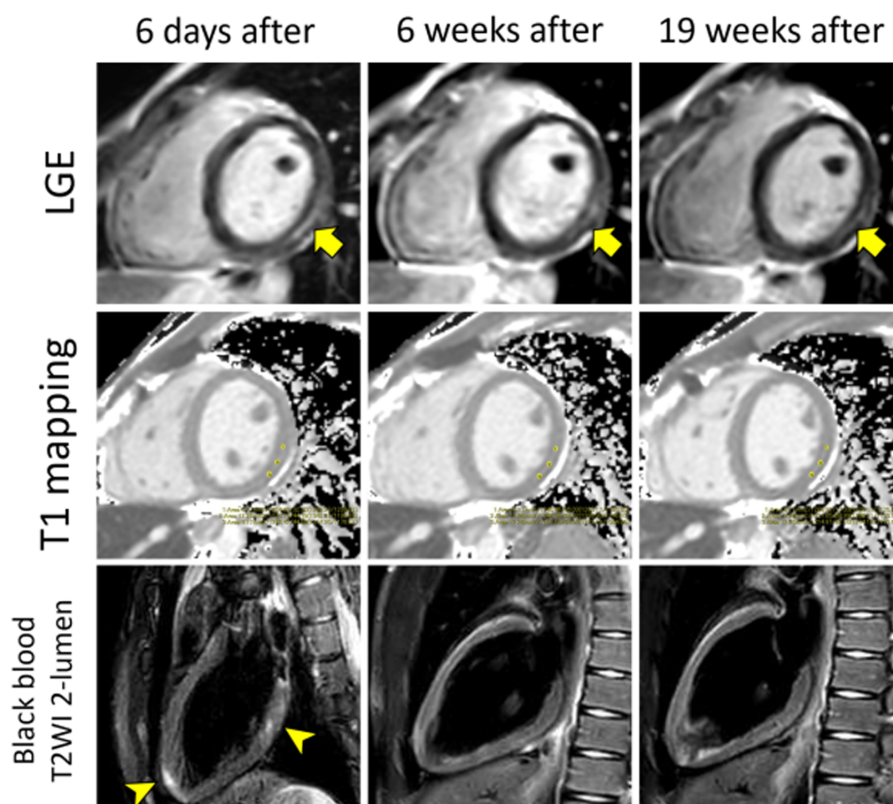 6 days after
6 weeks after
19 weeks after
LGE
T1 mapping
Black blood
T2WI 2-lumen